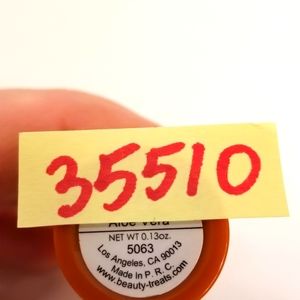 35510
Aloe Vera
NET WT 0.13oz.
5063
Los Angeles, CA 90013
Made in P. R. C.
www.beauty-treats.com